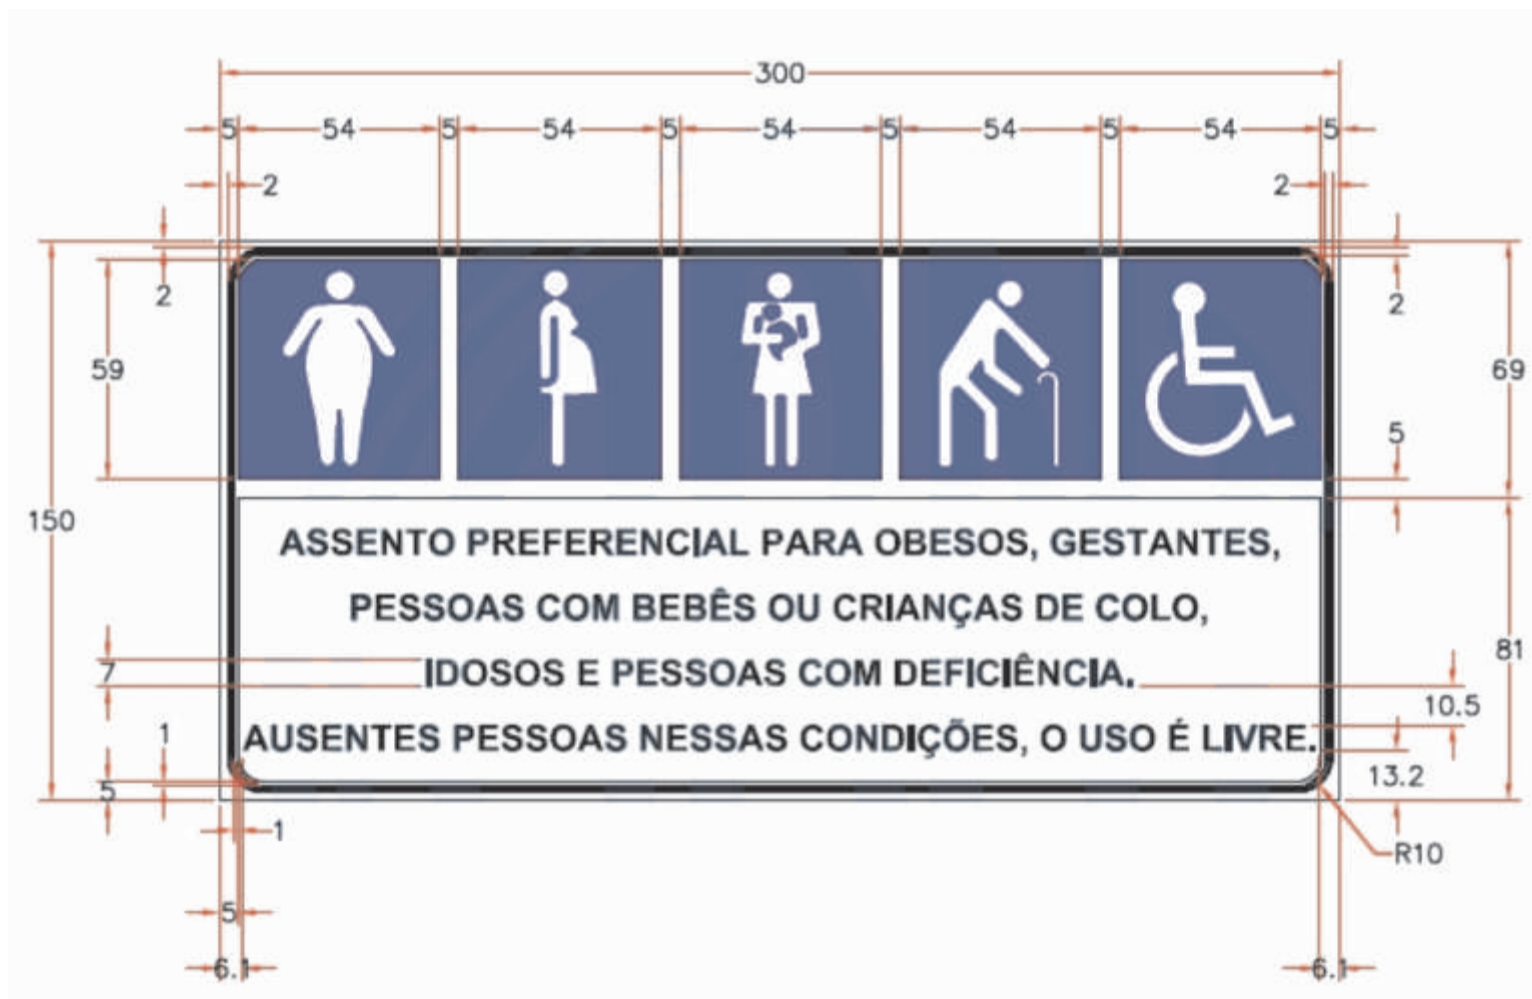 300
5 54 5 54 5 54 5 54 5 54 5
2 2
2 2
59 69
5
150
ASSENTO PREFERENCIAL PARA OBESOS, GESTANTES,
PESSOAS COM BEBÊS OU CRIANÇAS DE COLO,
7 IDOSOS E PESSOAS COM DEFICIÊNCIA. 81
10.5
1 AUSENTES PESSOAS NESSAS CONDIÇÕES, O USO É LIVRE.
13.2
5
1
R10
5
6.1 6.1